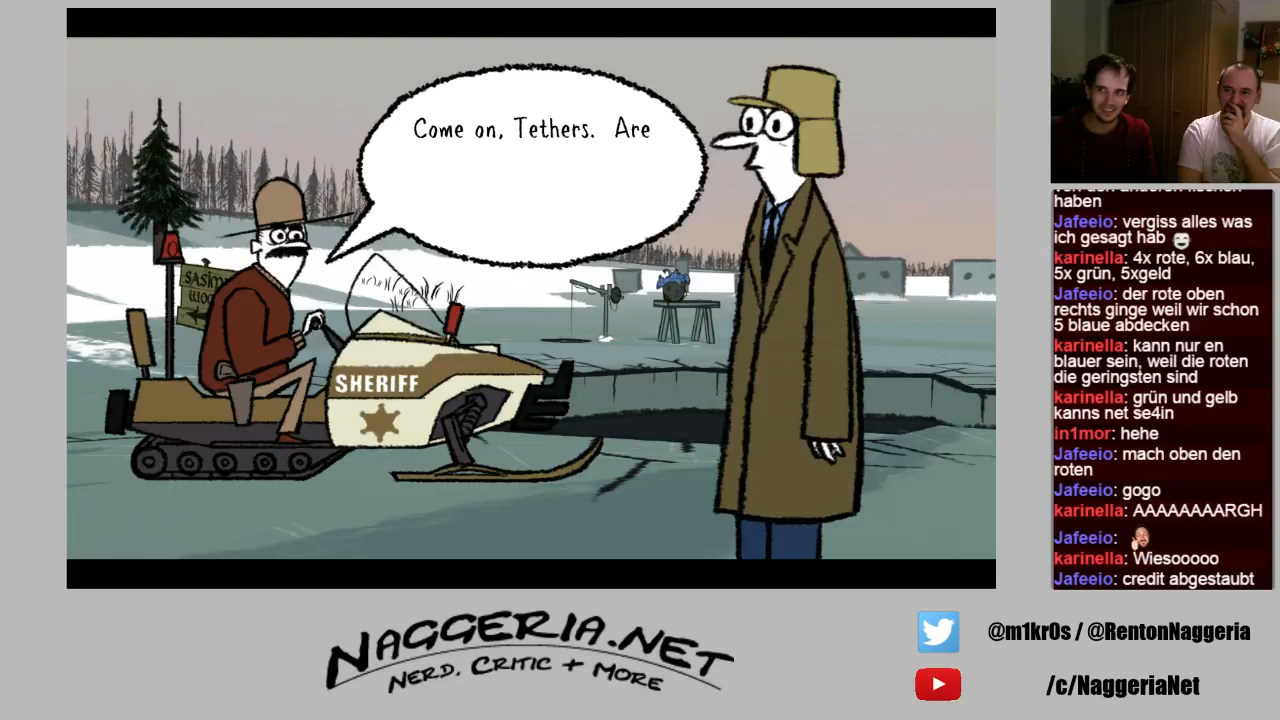 Come on, Tethers. Are
SHERIFF
haben
Jafeeio: vergiss alles was
ich gesagt hab
karinella: 4x rote, 6x blau,
5x grün, 5xgeld
Jafeeio: der rote oben
rechts ginge weil wir schon
5 blaue abdecken
karinella: kann nur en
blauer sein, weil die roten
die geringsten sind
karinella: grün und gelb
kanns net se4in
in1mor: hehe
Jafeeio: mach oben den
roten
Jafeeio: gogo
karinella: AAAAAAAARGH
Jafeeio:
karinella: Wiesooooo
Jafeeio: credit abgestaubt
NAGGERIA.NET
NERD, CRITIC + MORE
@m1kr0s / @RentonNaggeria
/c/NaggeriaNet